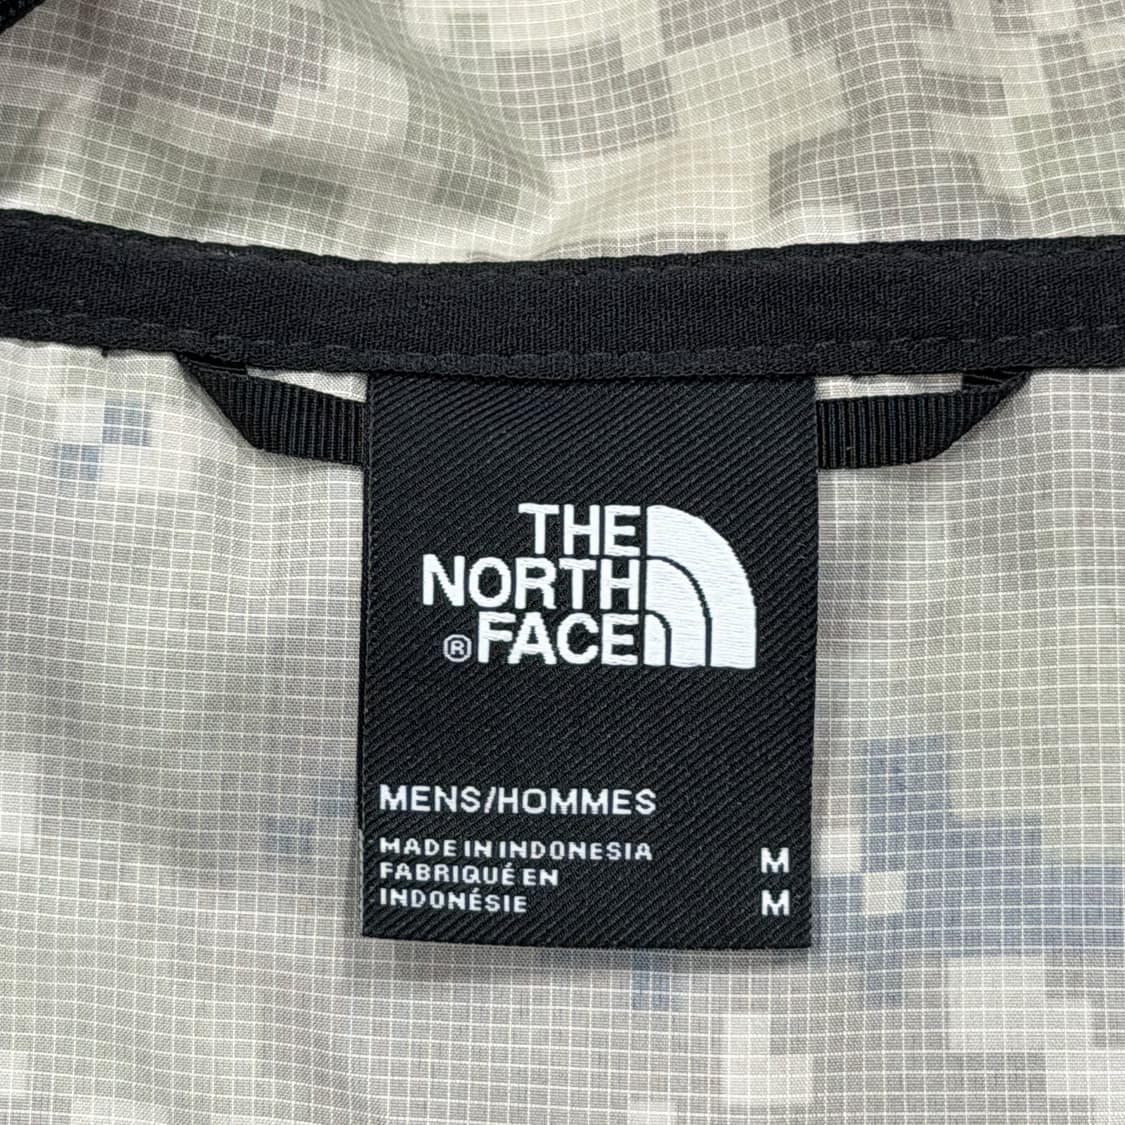 THE
NORTH
®FACE
MENS/HOMMES
MADE IN INDONESIA
FABRIQUÉ EN
INDONÉSIE
M
M